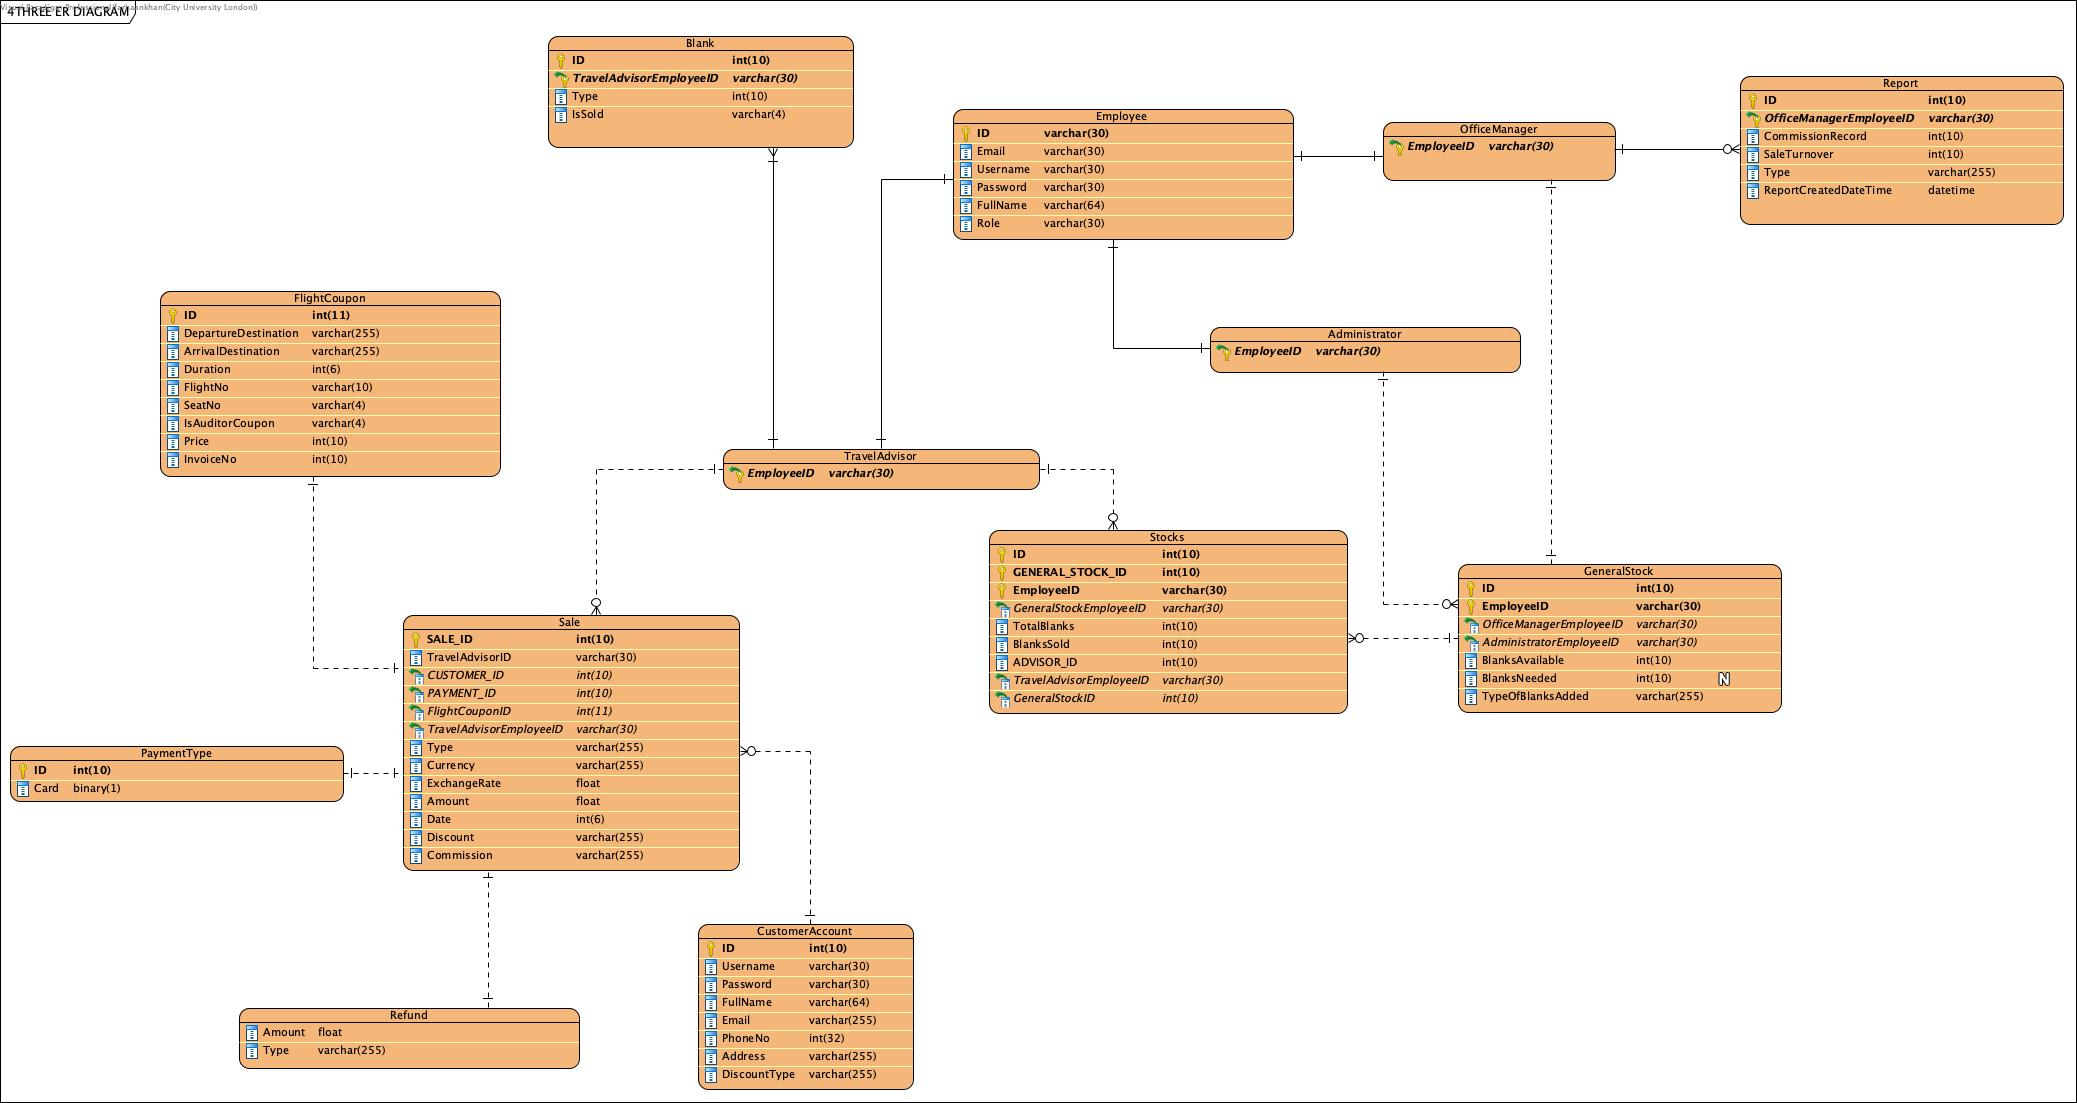 4THREE ER DIAGRAM
Blank
ID int(10)
TravelAdvisorEmployeeID varchar(30)
Type int(10)
IsSold varchar(4)
Employee
ID varchar(30)
Email varchar(30)
Username varchar(30)
Password varchar(30)
FullName varchar(64)
Role varchar(30)
OfficeManager
EmployeeID varchar(30)
Report
ID int(10)
OfficeManagerEmployeeID varchar(30)
CommissionRecord int(10)
SaleTurnover int(10)
Type varchar(255)
ReportCreatedDateTime datetime
FlightCoupon
ID int(11)
DepartureDestination varchar(255)
ArrivalDestination varchar(255)
Duration int(6)
FlightNo varchar(10)
SeatNo varchar(4)
IsAuditorCoupon varchar(4)
Price int(10)
InvoiceNo int(10)
Administrator
EmployeeID varchar(30)
TravelAdvisor
EmployeeID varchar(30)
Stocks
ID int(10)
GENERAL_STOCK_ID int(10)
EmployeeID varchar(30)
GeneralStockEmployeeID varchar(30)
TotalBlanks int(10)
BlanksSold int(10)
ADVISOR_ID int(10)
TravelAdvisorEmployeeID varchar(30)
GeneralStockID int(10)
GeneralStock
ID int(10)
EmployeeID varchar(30)
OfficeManagerEmployeeID varchar(30)
AdministratorEmployeeID varchar(30)
BlanksAvailable int(10)
BlanksNeeded int(10) N
TypeOfBlanksAdded varchar(255)
Sale
SALE_ID int(10)
TravelAdvisorID varchar(30)
CUSTOMER_ID int(10)
PAYMENT_ID int(10)
FlightCouponID int(11)
TravelAdvisorEmployeeID varchar(30)
Type varchar(255)
Currency varchar(255)
ExchangeRate float
Amount float
Date int(6)
Discount varchar(255)
Commission varchar(255)
PaymentType
ID int(10)
Card binary(1)
CustomerAccount
ID int(10)
Username varchar(30)
Password varchar(30)
FullName varchar(64)
Email varchar(255)
PhoneNo int(32)
Address varchar(255)
DiscountType varchar(255)
Refund
Amount float
Type varchar(255)